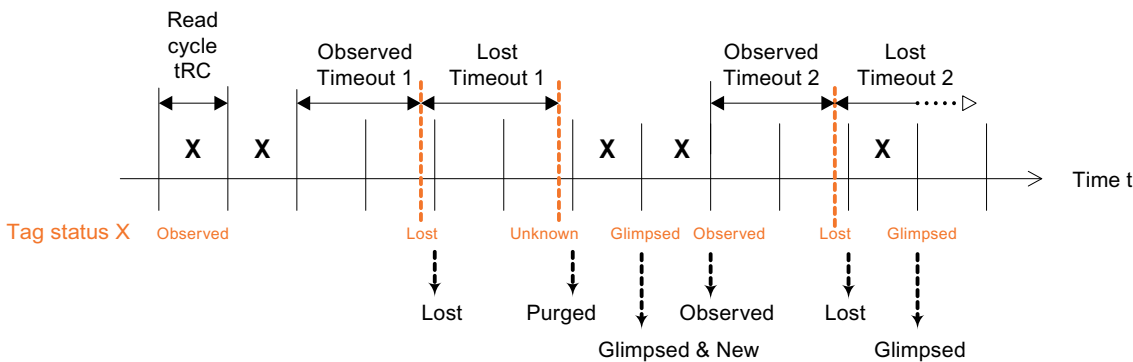 Read
cycle
tRC
Observed
Timeout 1
Lost
Timeout 1
Observed
Timeout 2
Lost
Timeout 2
X X X X X
Time t
Tag status X Observed Lost Unknown Glimpsed Observed Lost Glimpsed
Lost Purged Observed Lost
Glimpsed & New Glimpsed